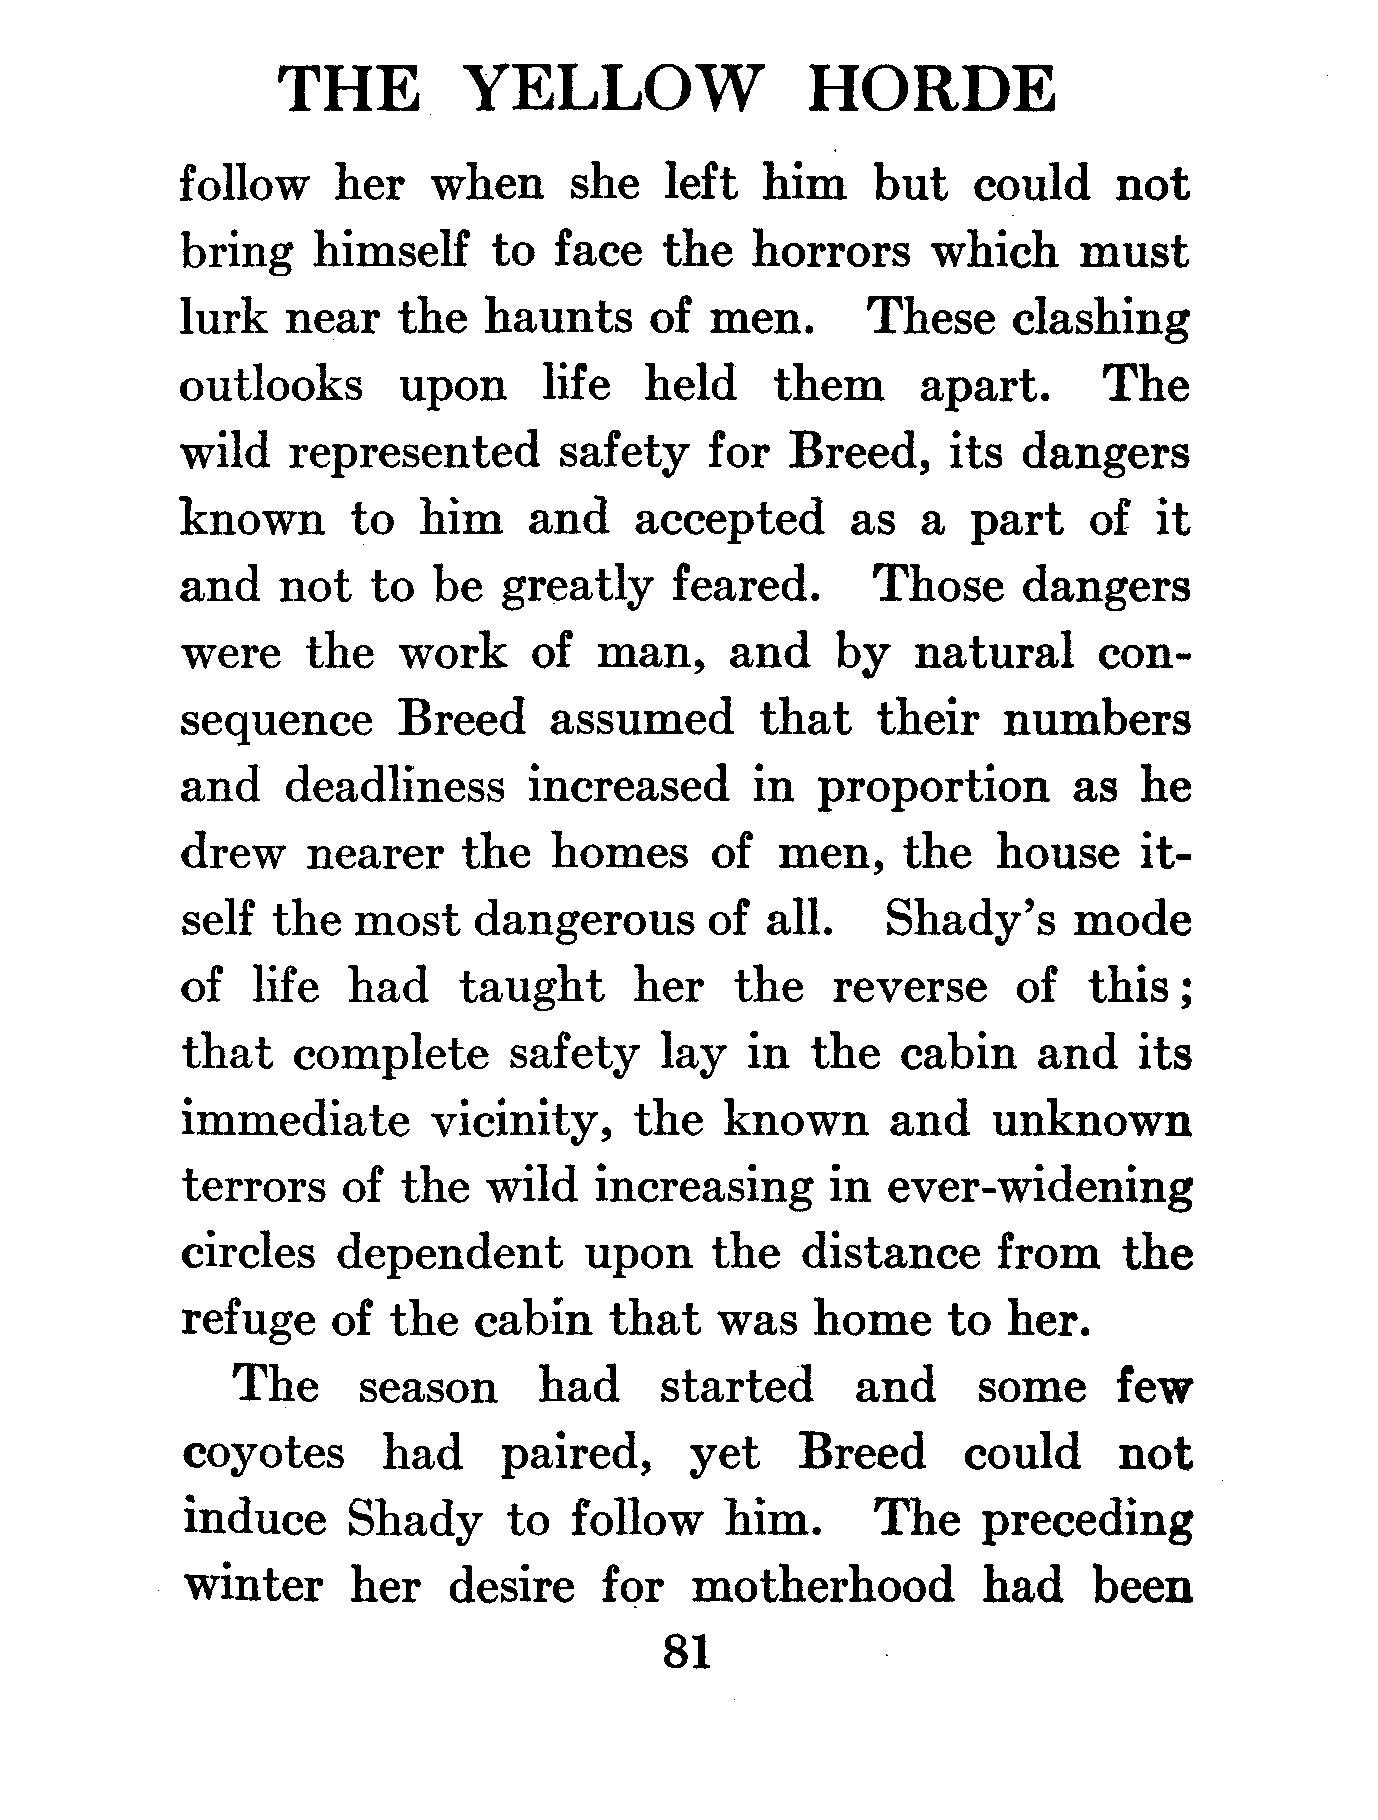 THE YELLOW HORDE
follow her when she left him but could not
bring himself to face the horrors which must
lurk near the haunts of men. These clashing
outlooks upon life held them apart. The
wild represented safety for Breed, its dangers
known to him and accepted as a part of it
and not to be greatly feared. Those dangers
were the work of man, and by natural con-
sequence Breed assumed that their numbers
and deadliness increased in proportion as he
drew nearer the homes of men, the house it-
self the most dangerous of all. Shady's mode
of life had taught her the reverse of this;
that complete safety lay in the cabin and its
immediate vicinity, the known and unknown
terrors of the wild increasing in ever-widening
circles dependent upon the distance from the
refuge of the cabin that was home to her.
The season had started and some few
coyotes had paired, yet Breed could not
induce Shady to follow him. The preceding
winter her desire for motherhood had been
81